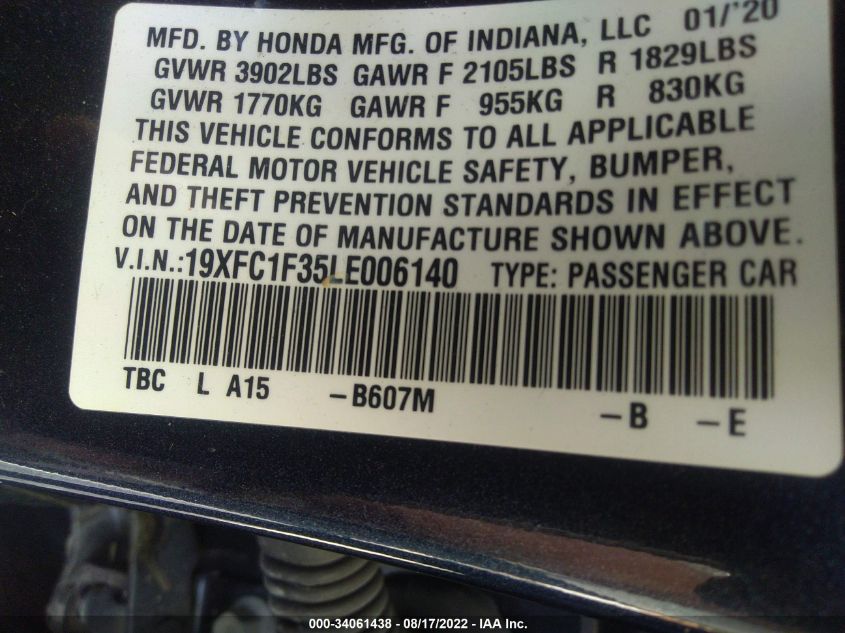 MFD. BY HONDA MFG. OF INDIANA, LLC 01/'20
GVWR 3902LBS GAWR F 2105LBS R 1829LBS
GVWR 1770KG GAWR F 955KG R 830KG
THIS VEHICLE CONFORMS TO ALL APPLICABLE
FEDERAL MOTOR VEHICLE SAFETY, BUMPER,
AND THEFT PREVENTION STANDARDS IN EFFECT
ON THE DATE OF MANUFACTURE SHOWN ABOVE.
V.I.N.:19XFC1F35LE006140 TYPE: PASSENGER CAR
TBC L A15 -B607M -B -E
000-34061438 - 08/17/2022 - IAA Inc.